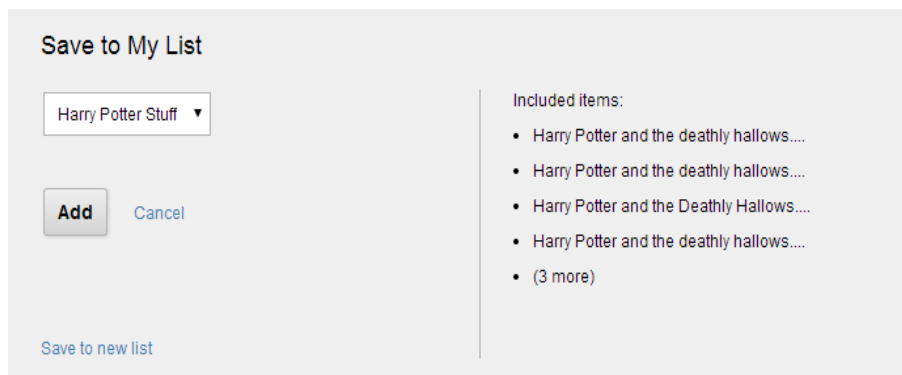 Save to My List
Harry Potter Stuff
Add
Cancel
Save to new list
Included items:
Harry Potter and the deathly hallows....
Harry Potter and the deathly hallows....
Harry Potter and the Deathly Hallows....
Harry Potter and the deathly hallows....
(3 more)